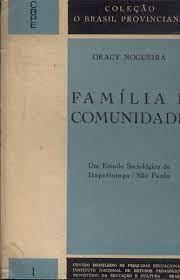 CBPE
COLEÇÃO
O BRASIL PROVINCIANO
ORACY NOGUEIRA
FAMÍLIA E
COMUNIDADE
Um Estudo Sociológico de
Itapetininga / São Paulo
1
CENTRO BRASILEIRO DE PESQUISAS EDUCACIONAIS
INSTITUTO NACIONAL DE ESTUDOS PEDAGÓGICOS
MINISTÉRIO DA EDUCAÇÃO E CULTURA - BRASIL